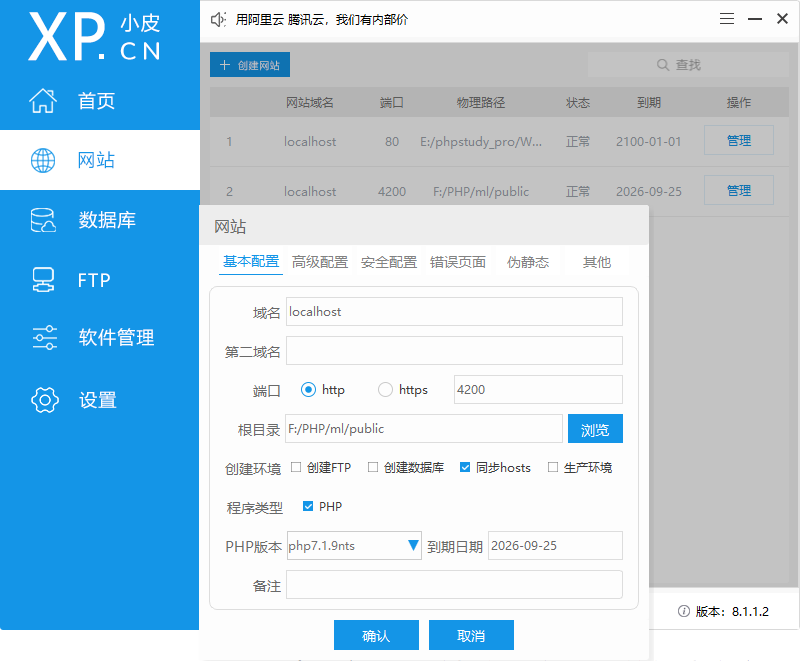 XP.CN 小皮
用阿里云 腾讯云，我们有内部价
首页
网站
数据库
FTP
软件管理
设置
创建网站
查找
网站域名 端口 物理路径 状态 到期 操作
1 localhost 80 E:/phpstudy_pro/W... 正常 2100-01-01 管理
2 localhost 4200 F:/PHP/ml/public 正常 2026-09-25 管理
网站
基本配置 高级配置 安全配置 错误页面 伪静态 其他
域名 localhost
第二域名
端口 http https 4200
根目录 F:/PHP/ml/public 浏览
创建环境 创建FTP 创建数据库 同步hosts 生产环境
程序类型 PHP
PHP版本 php7.1.9nts 到期日期 2026-09-25
备注
确认 取消
版本：8.1.1.2